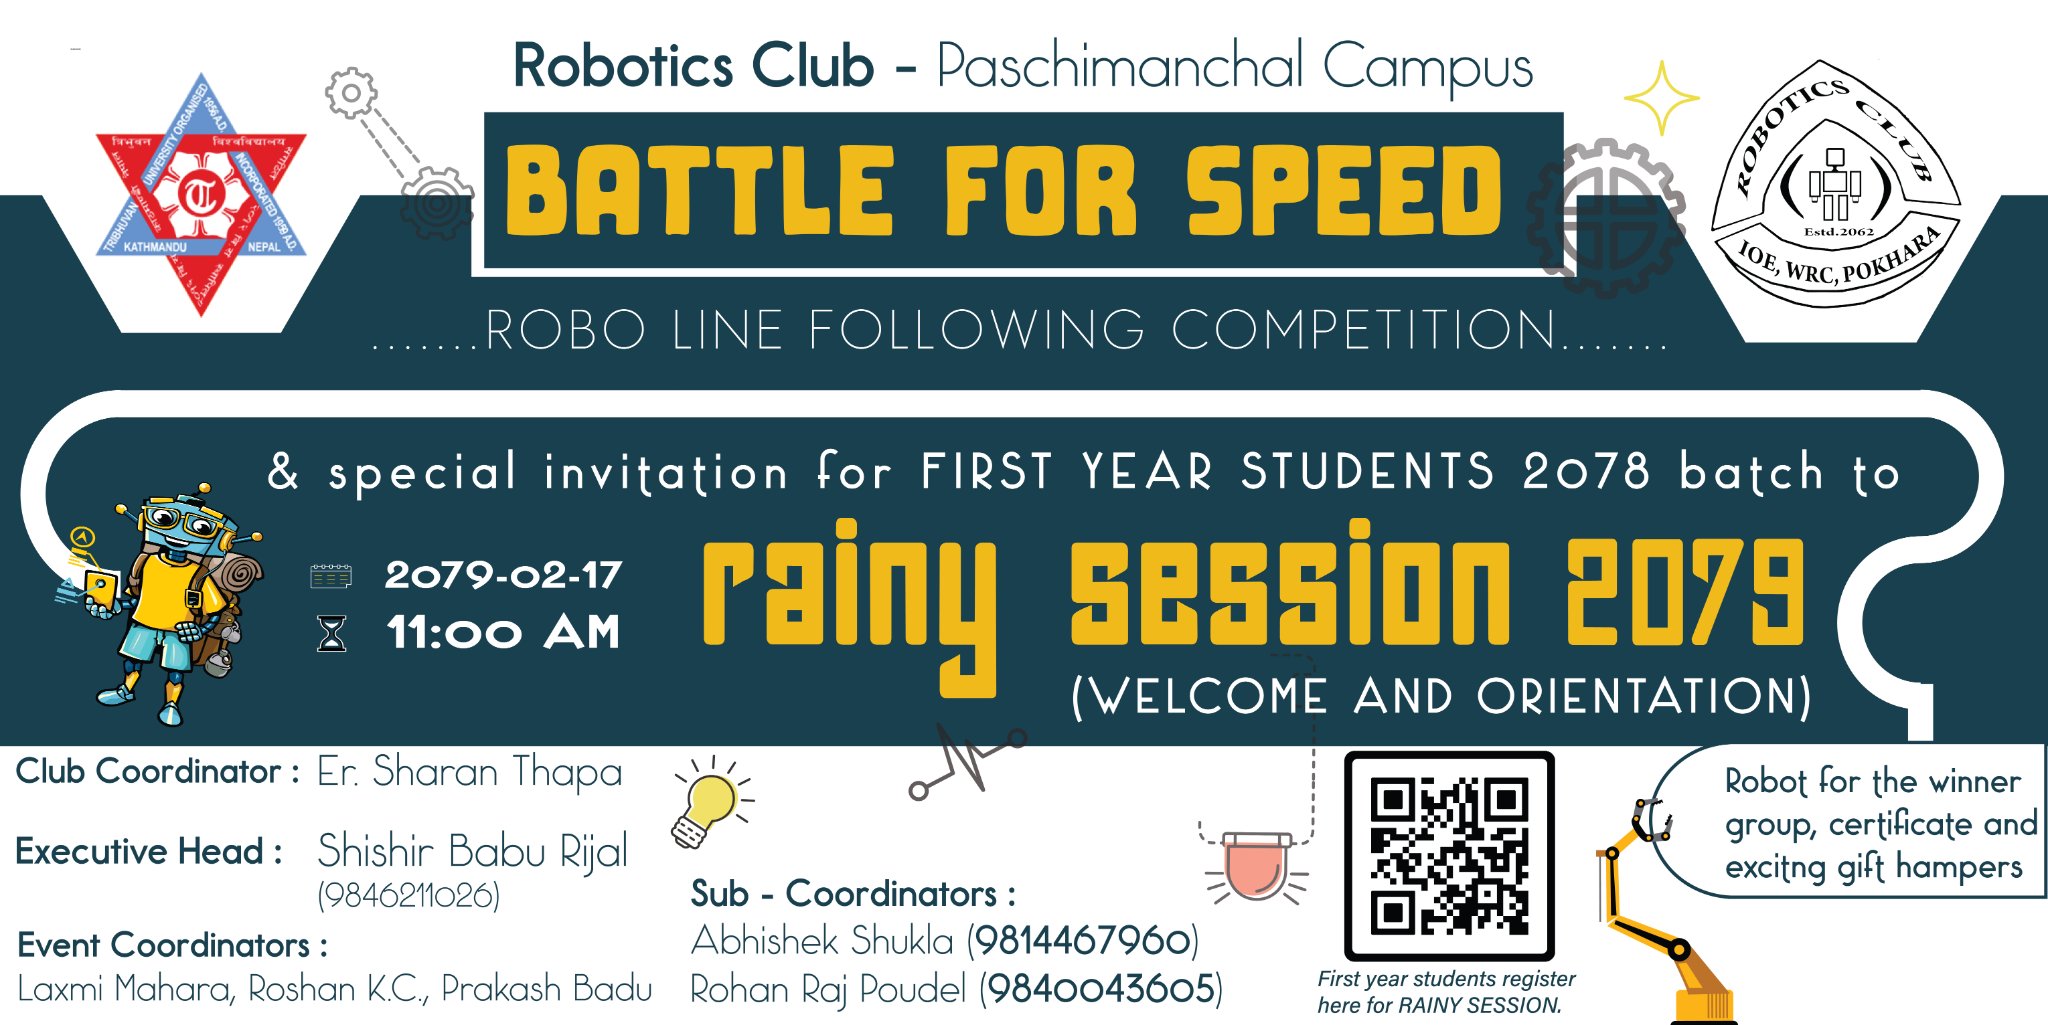 Robotics Club - Paschimanchal Campus
BATTLE FOR SPEED
.......ROBO LINE FOLLOWING COMPETITION.......
त्रिभुवन विश्वविद्यालय
TRIBHUVAN UNIVERSITY ORGANISED 1956 A.D.
INCORPORATED 1959 A.D.
KATHMANDU NEPAL
ROBOTICS CLUB
Estd.2062
IOE, WRC, POKHARA
& special invitation for FIRST YEAR STUDENTS 2078 batch to
rainy session 2079
2079-02-17
11:00 AM
(WELCOME AND ORIENTATION)
Club Coordinator : Er. Sharan Thapa
Executive Head : Shishir Babu Rijal
(9846211026)
Event Coordinators :
Laxmi Mahara, Roshan K.C., Prakash Badu
Sub - Coordinators :
Abhishek Shukla (9814467960)
Rohan Raj Poudel (9840043605)
First year students register
here for RAINY SESSION.
Robot for the winner
group, certificate and
excitng gift hampers